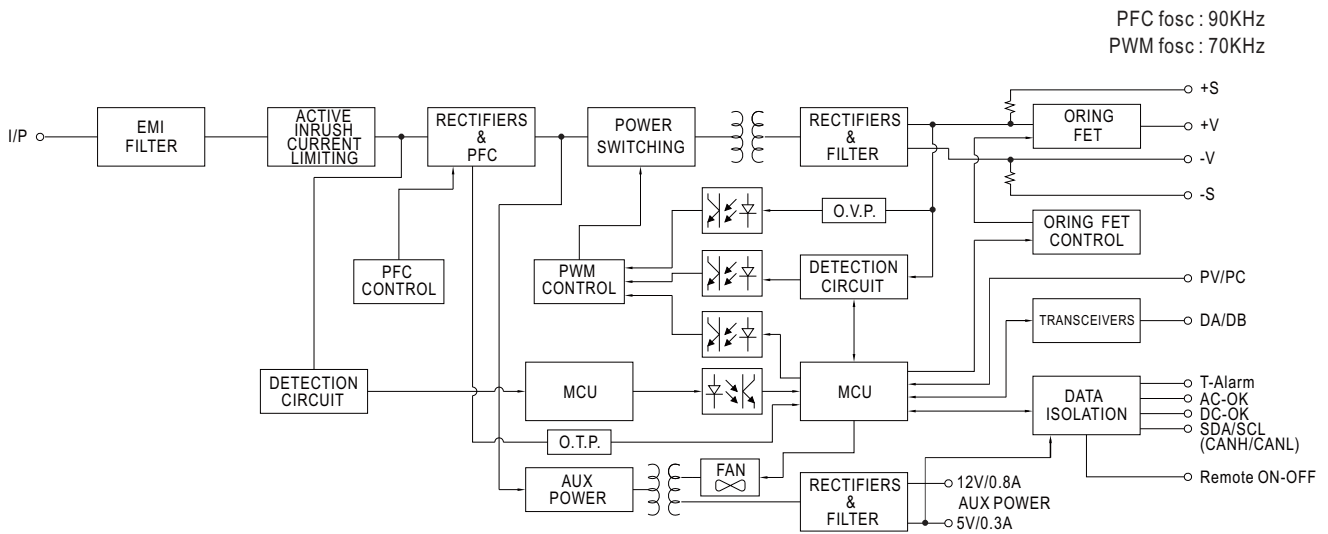 PFC fosc : 90KHz
PWM fosc : 70KHz
I/P
EMI
FILTER
ACTIVE
INRUSH
CURRENT
LIMITING
RECTIFIERS
&
PFC
POWER
SWITCHING
RECTIFIERS
&
FILTER
ORING
FET
+S
+V
-V
-S
O.V.P.
ORING FET
CONTROL
PFC
CONTROL
PWM
CONTROL
DETECTION
CIRCUIT
PV/PC
TRANSCEIVERS
DA/DB
DETECTION
CIRCUIT
MCU
MCU
DATA
ISOLATION
T-Alarm
AC-OK
DC-OK
SDA/SCL
(CANH/CANL)
Remote ON-OFF
O.T.P.
AUX
POWER
FAN
RECTIFIERS
&
FILTER
12V/0.8A
AUX POWER
5V/0.3A